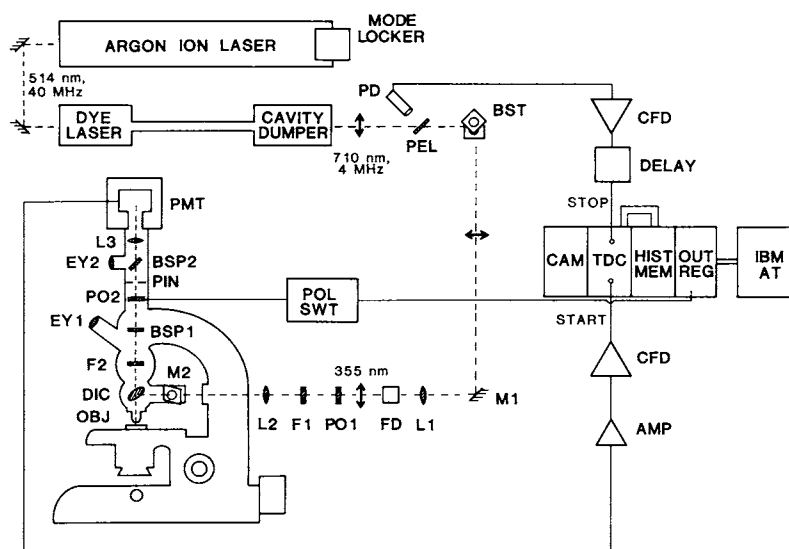 MODE
LOCKER
ARGON ION LASER
514 nm,
40 MHz
DYE
LASER
CAVITY
DUMPER
710 nm,
4 MHz
PD
PEL
BST
CFD
DELAY
STOP
CAM
TDC
HIST
MEM
OUT
REG
IBM
AT
START
CFD
AMP
PMT
L3
EY2
BSP2
PIN
PO2
POL
SWT
EY1
BSP1
F2
M2
DIC
OBJ
355 nm
L2
F1
PO1
FD
L1
M1